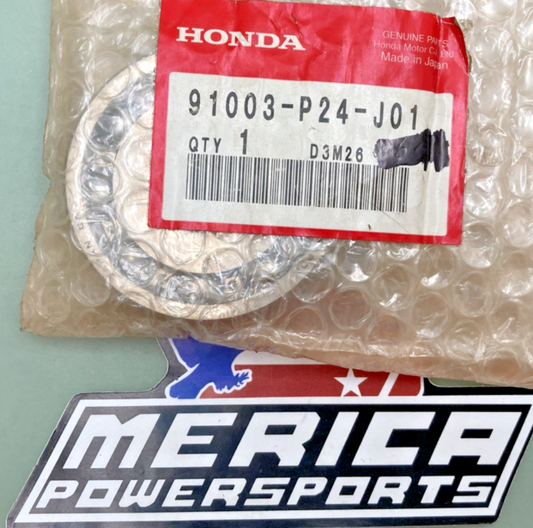 HONDA
GENUINE PARTS
Honda Motor Co., Ltd
Made in Japan
91003-P24-J01
QTY 1 D3M26
MERICA
POWERSPORTS